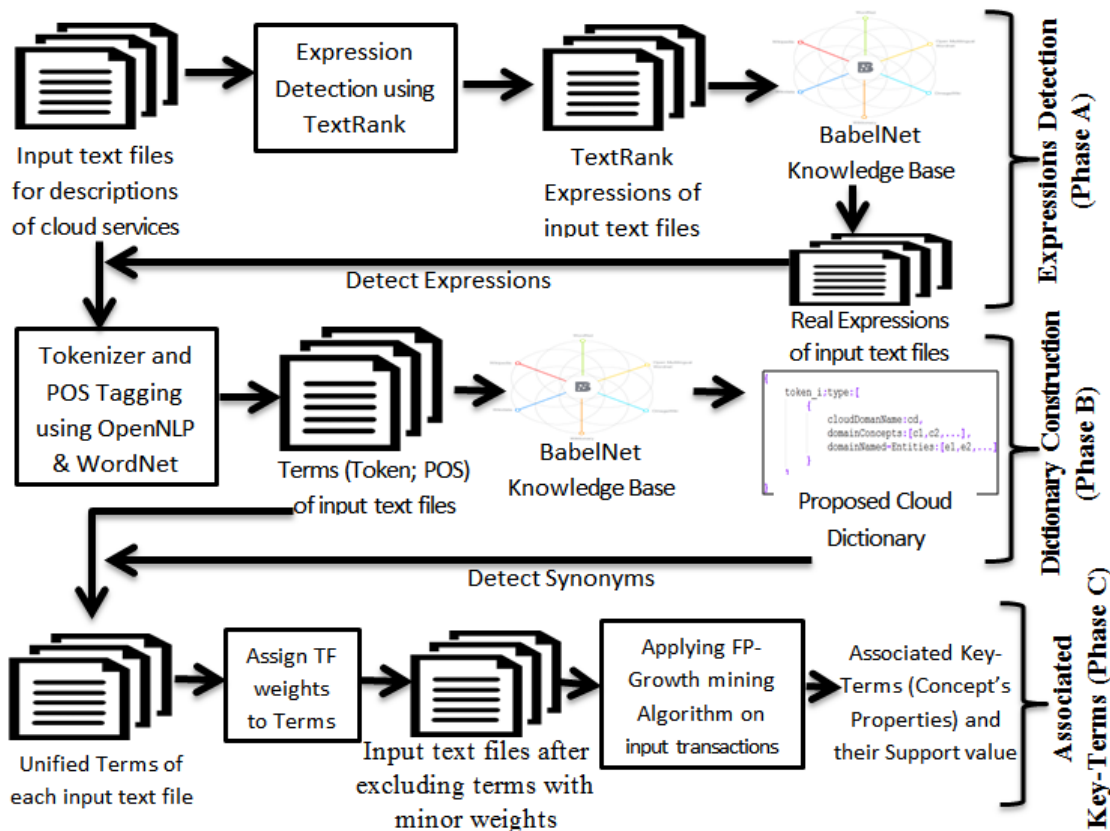 Expression
Detection using
TextRank
Input text files
for descriptions
of cloud services
TextRank
Expressions of
input text files
BabelNet
Knowledge Base
Expressions Detection
(Phase A)
Detect Expressions
Real Expressions
of input text files
Tokenizer and
POS Tagging
using OpenNLP
& WordNet
Terms (Token; POS)
of input text files
BabelNet
Knowledge Base
{
token_i:type:[
{
cloudDomanName:cd,
domainConcepts:[c1,c2,...],
domainNamed=Entities:[e1,e2,...]
}
}
Proposed Cloud
Dictionary
Dictionary Construction
(Phase B)
Detect Synonyms
Unified Terms of
each input text file
Assign TF
weights
to Terms
Input text files after
excluding terms with
minor weights
Applying FP-
Growth mining
Algorithm on
input transactions
Associated Key-
Terms (Concept's
Properties) and
their Support value
Associated
Key-Terms (Phase C)